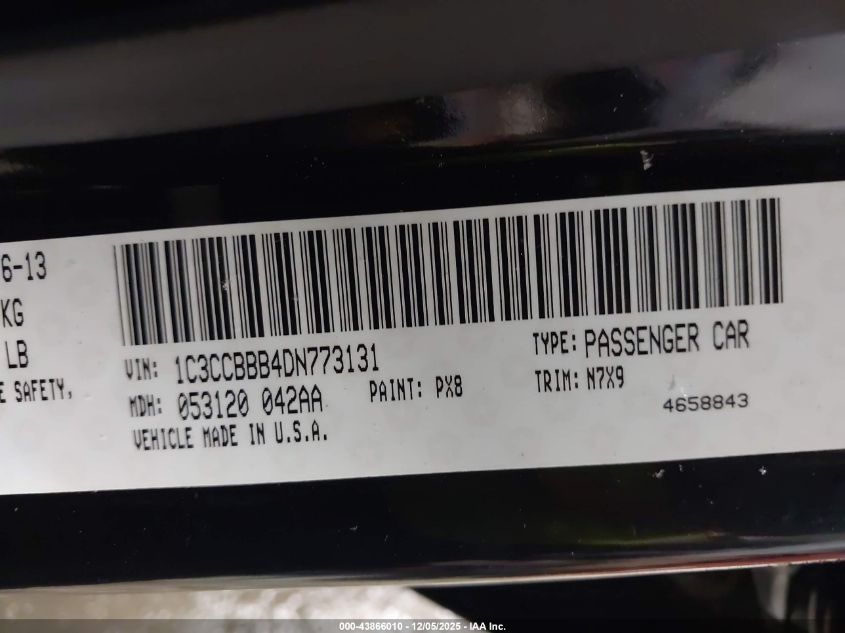 6-13
KG
LB
E SAFETY,
VIN: 1C3CCBBB4DN773131
TYPE: PASSENGER CAR
MDH: 053120 042AA
PAINT: PX8
TRIM: N7X9
VEHICLE MADE IN U.S.A.
4658843
000-43866010 - 12/05/2025 - IAA Inc.